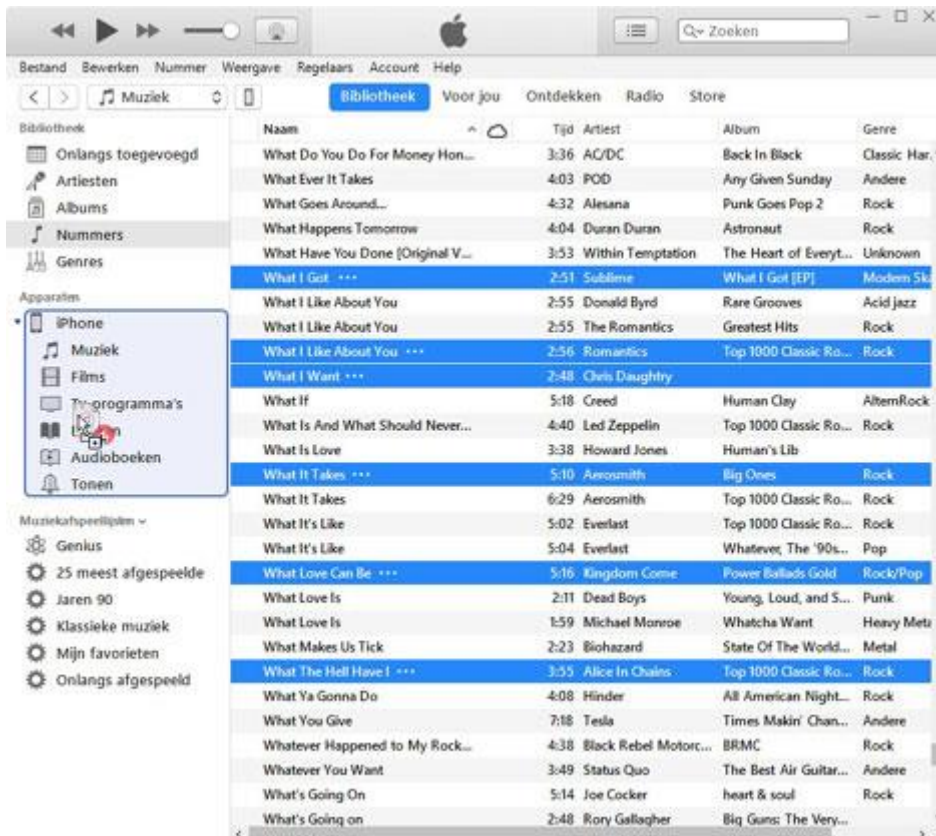 Zoeken
Bestand Bewerken Nummer Weergave Regelaars Account Help
Muziek Bibliotheek Voor jou Ontdekken Radio Store
Bibliotheek
Onlangs toegevoegd
Artiesten
Albums
Nummers
Genres
Apparaten
iPhone
Muziek
Films
Tv-programma's
Audioboeken
Tonen
Muziekafspeellijsten
Genius
25 meest afgespeelde
Jaren 90
Klassieke muziek
Mijn favorieten
Onlangs afgespeeld
Naam Tijd Artiest Album Genre
What Do You Do For Money Hon... 3:36 AC/DC Back In Black Classic Har.
What Ever It Takes 4:03 POD Any Given Sunday Andere
What Goes Around... 4:32 Alesana Punk Goes Pop 2 Rock
What Happens Tomorrow 4:04 Duran Duran Astronaut Rock
What Have You Done [Original V... 3:53 Within Temptation The Heart of Everyt... Unknown
What I Got ••• 2:51 Sublime What I Got [EP] Modern Ska
What I Like About You 2:55 Donald Byrd Rare Grooves Acid jazz
What I Like About You 2:55 The Romantics Greatest Hits Rock
What I Like About You ••• 2:56 Romantics Top 1000 Classic Ro... Rock
What I Want ••• 2:48 Chris Daughtry
What If 5:18 Creed Human Clay AlternRock
What Is And What Should Never... 4:40 Led Zeppelin Top 1000 Classic Ro... Rock
What Is Love 3:38 Howard Jones Human's Lib
What It Takes ••• 5:10 Aerosmith Big Ones Rock
What It Takes 6:29 Aerosmith Top 1000 Classic Ro... Rock
What It's Like 5:02 Everlast Top 1000 Classic Ro... Rock
What It's Like 5:04 Everlast Whatever, The '90s... Pop
What Love Can Be ••• 5:16 Kingdom Come Power Ballads Gold Rock/Pop
What Love Is 2:11 Dead Boys Young, Loud, and S... Punk
What Love Is 1:59 Michael Monroe Whatcha Want Heavy Meta
What Makes Us Tick 2:23 Biohazard State Of The World... Metal
What The Hell Have I ••• 3:55 Alice In Chains Top 1000 Classic Ro... Rock
What Ya Gonna Do 4:08 Hinder All American Night... Rock
What You Give 7:18 Tesla Times Makin' Chan... Andere
Whatever Happened to My Rock... 4:38 Black Rebel Motorc... BRMC Rock
Whatever You Want 3:49 Status Quo The Best Air Guitar... Andere
What's Going On 5:14 Joe Cocker heart & soul Rock
What's Going on 2:48 Rory Gallagher Big Guns: The Very...